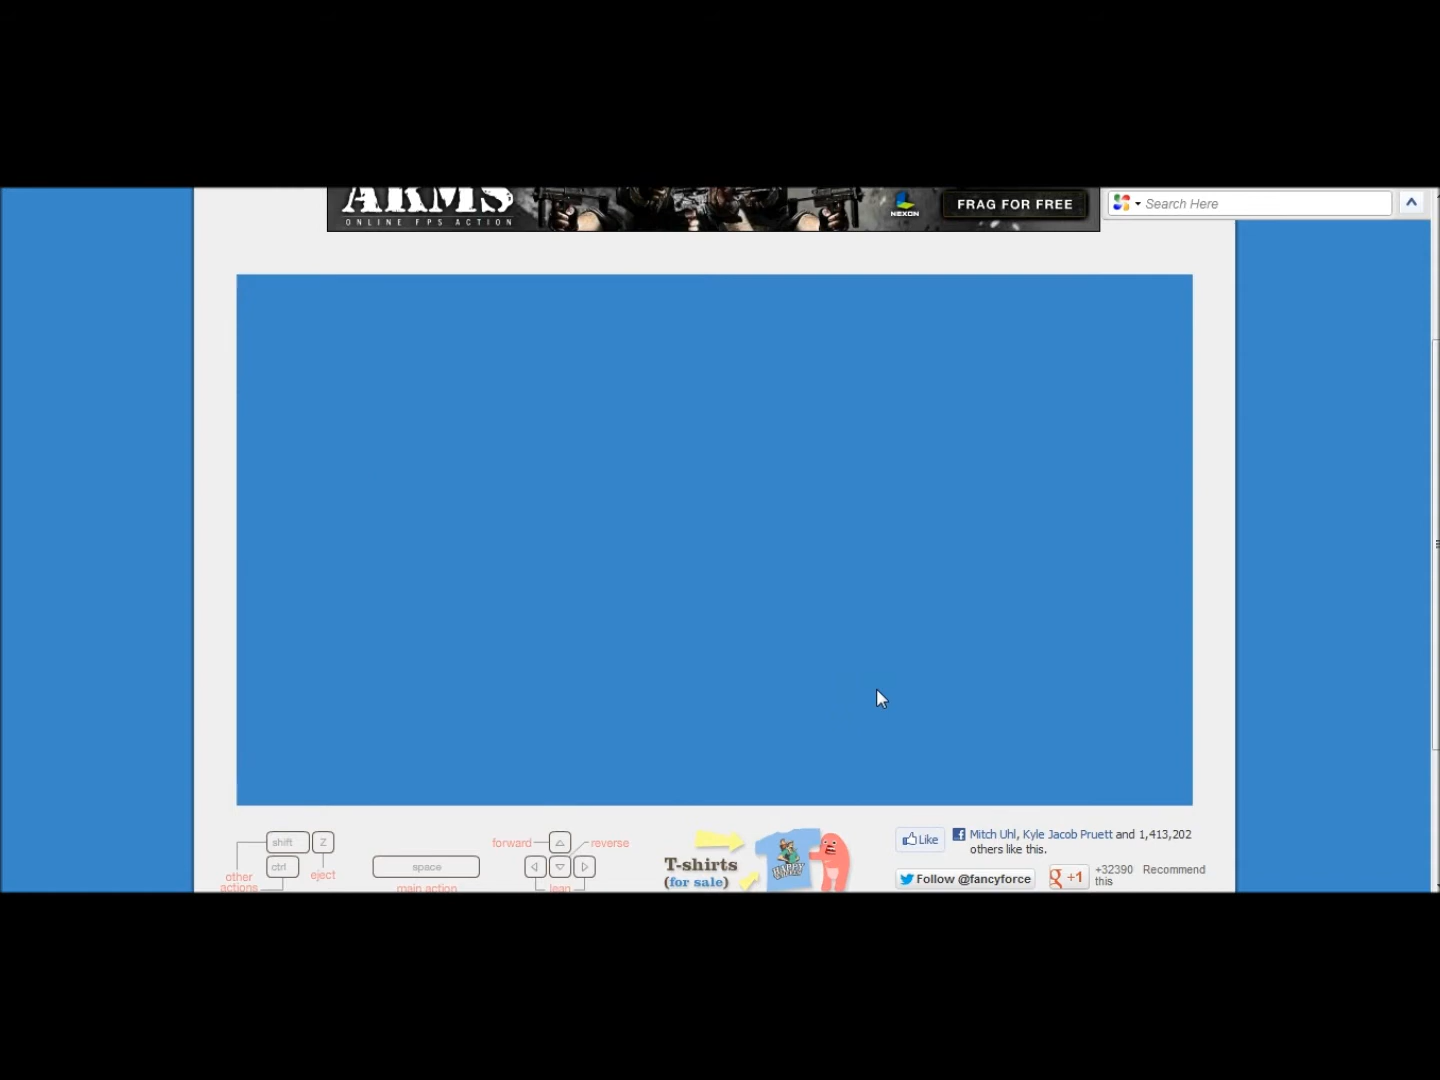 ARMS
ONLINE FPS ACTION
NEXON
FRAG FOR FREE
Search Here
shift
Z
ctrl
other
actions
eject
space
main action
forward
reverse
lean
T-shirts
(for sale)
HAPPY
WHEELS
Like
Mitch Uhl, Kyle Jacob Pruett and 1,413,202
others like this.
Follow @fancyforce
g +1
+32390 Recommend
this